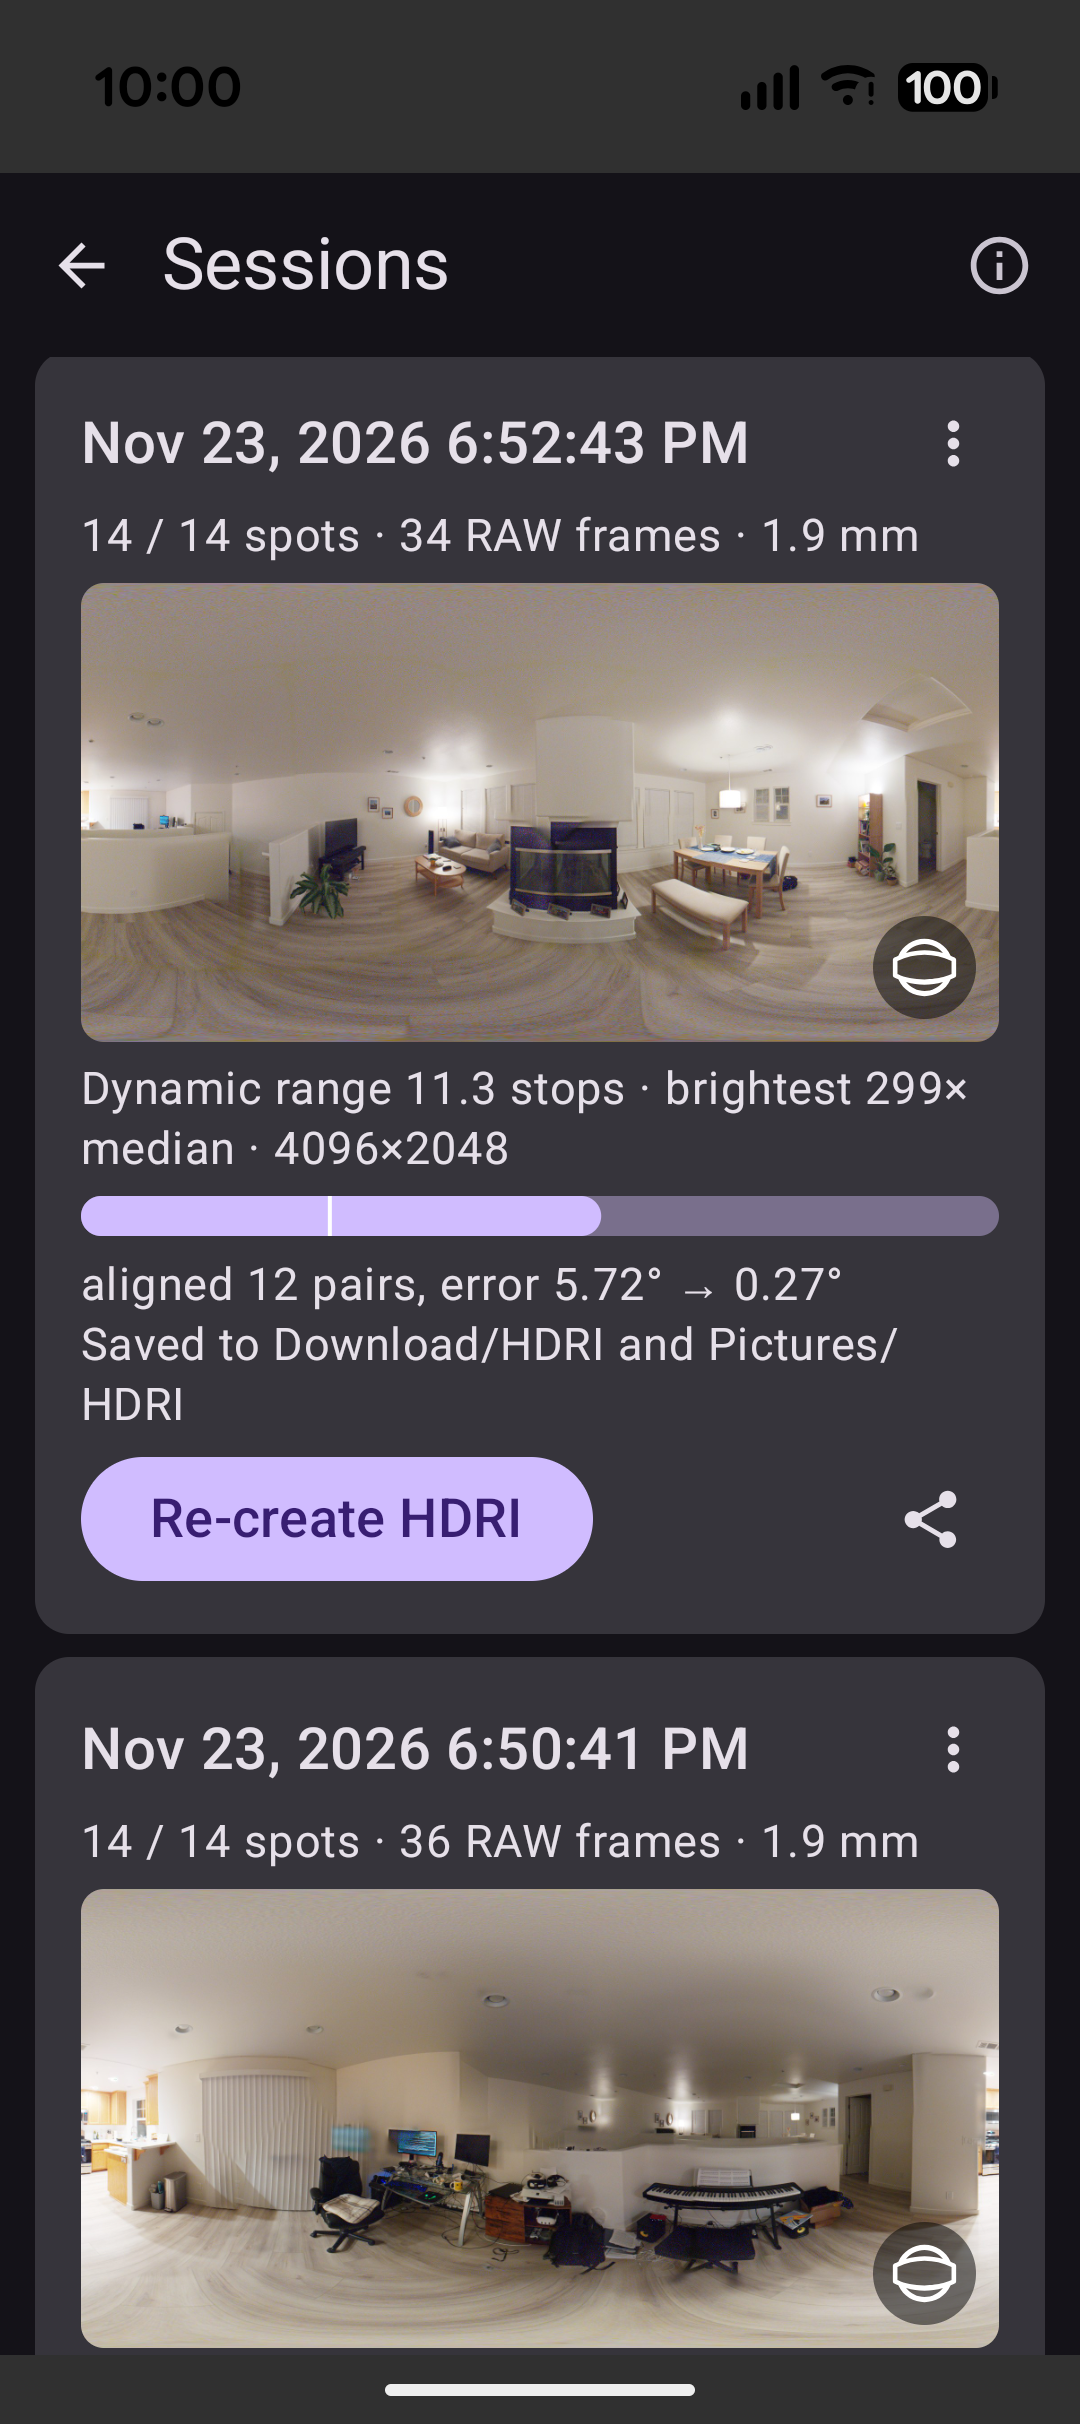 10:00
100
Sessions
Nov 23, 2026 6:52:43 PM
14 / 14 spots · 34 RAW frames · 1.9 mm
Dynamic range 11.3 stops · brightest 299×
median · 4096×2048
aligned 12 pairs, error 5.72° → 0.27°
Saved to Download/HDRI and Pictures/
HDRI
Re-create HDRI
Nov 23, 2026 6:50:41 PM
14 / 14 spots · 36 RAW frames · 1.9 mm